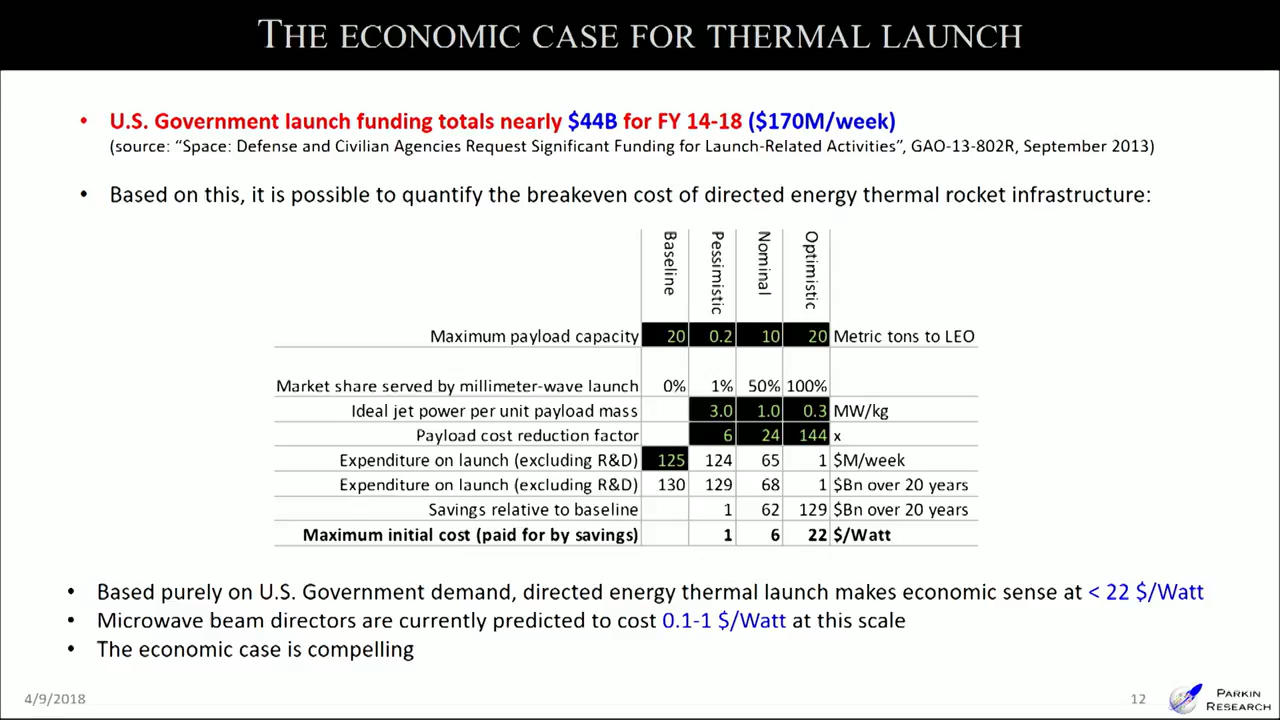 THE ECONOMIC CASE FOR THERMAL LAUNCH
• U.S. Government launch funding totals nearly $44B for FY 14-18 ($170M/week)
(source: “Space: Defense and Civilian Agencies Request Significant Funding for Launch-Related Activities”, GAO-13-802R, September 2013)
• Based on this, it is possible to quantify the breakeven cost of directed energy thermal rocket infrastructure:
Baseline Pessimistic Nominal Optimistic
Maximum payload capacity 20 0.2 10 20 Metric tons to LEO
Market share served by millimeter-wave launch 0% 1% 50% 100%
Ideal jet power per unit payload mass 3.0 1.0 0.3 MW/kg
Payload cost reduction factor 6 24 144 x
Expenditure on launch (excluding R&D) 125 124 65 1 $M/week
Expenditure on launch (excluding R&D) 130 129 68 1 $Bn over 20 years
Savings relative to baseline 1 62 129 $Bn over 20 years
Maximum initial cost (paid for by savings) 1 6 22 $/Watt
• Based purely on U.S. Government demand, directed energy thermal launch makes economic sense at < 22 $/Watt
• Microwave beam directors are currently predicted to cost 0.1-1 $/Watt at this scale
• The economic case is compelling
4/9/2018
12
PARKIN
RESEARCH